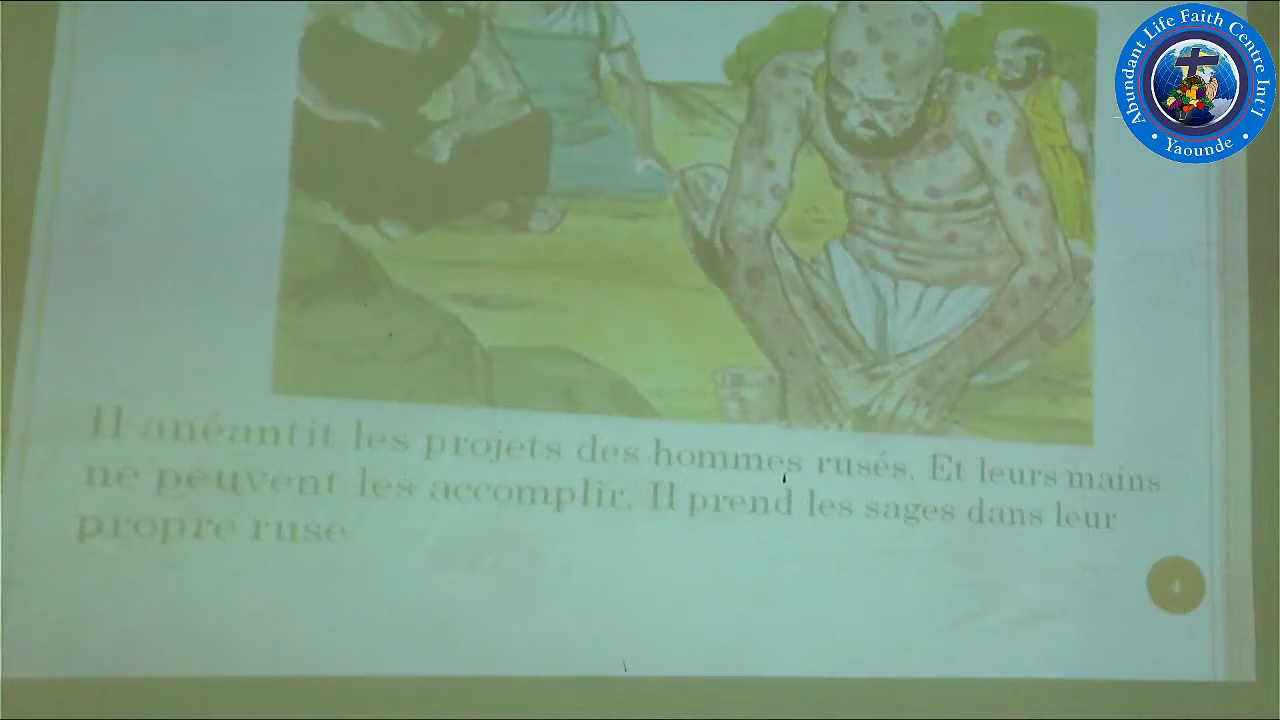 Abundant Life Faith Centre Int'l
• Yaounde •
Il anéantit les projets des hommes rusés. Et leurs mains
ne peuvent les accomplir. Il prend les sages dans leur
propre ruse
4